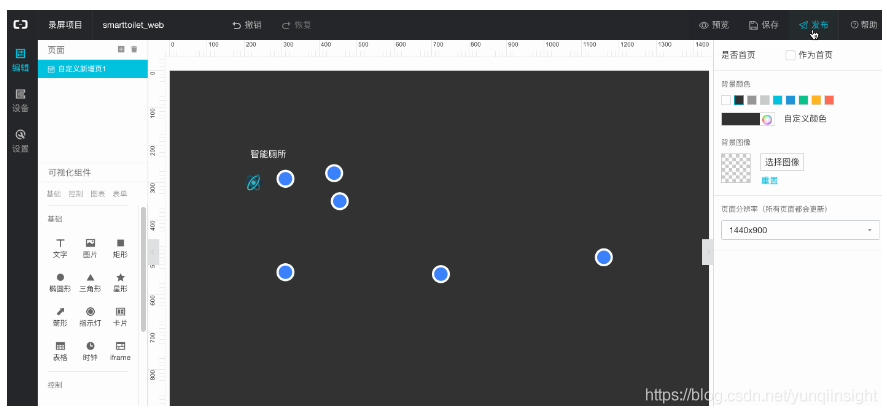 录屏项目 smarttoilet_web 撤销 恢复 预览 保存 发布 帮助
编辑
设备
设置
页面
自定义新增页1
可视化组件
基础 控制 图表 表单
基础
文字 图片 矩形
椭圆形 三角形 星形
箭形 指示灯 卡片
表格 时钟 iframe
控制
0 100 200 300 400 500 600 700 800 900 1000 1100 1200 1300 1400
0
100
200
300
400
5
600
700
800
智能厕所
是否首页 作为首页
背景颜色
自定义颜色
背景图像
选择图像
重置
页面分辨率（所有页面都会更新）
1440x900
https://blog.csdn.net/yunqiinsight